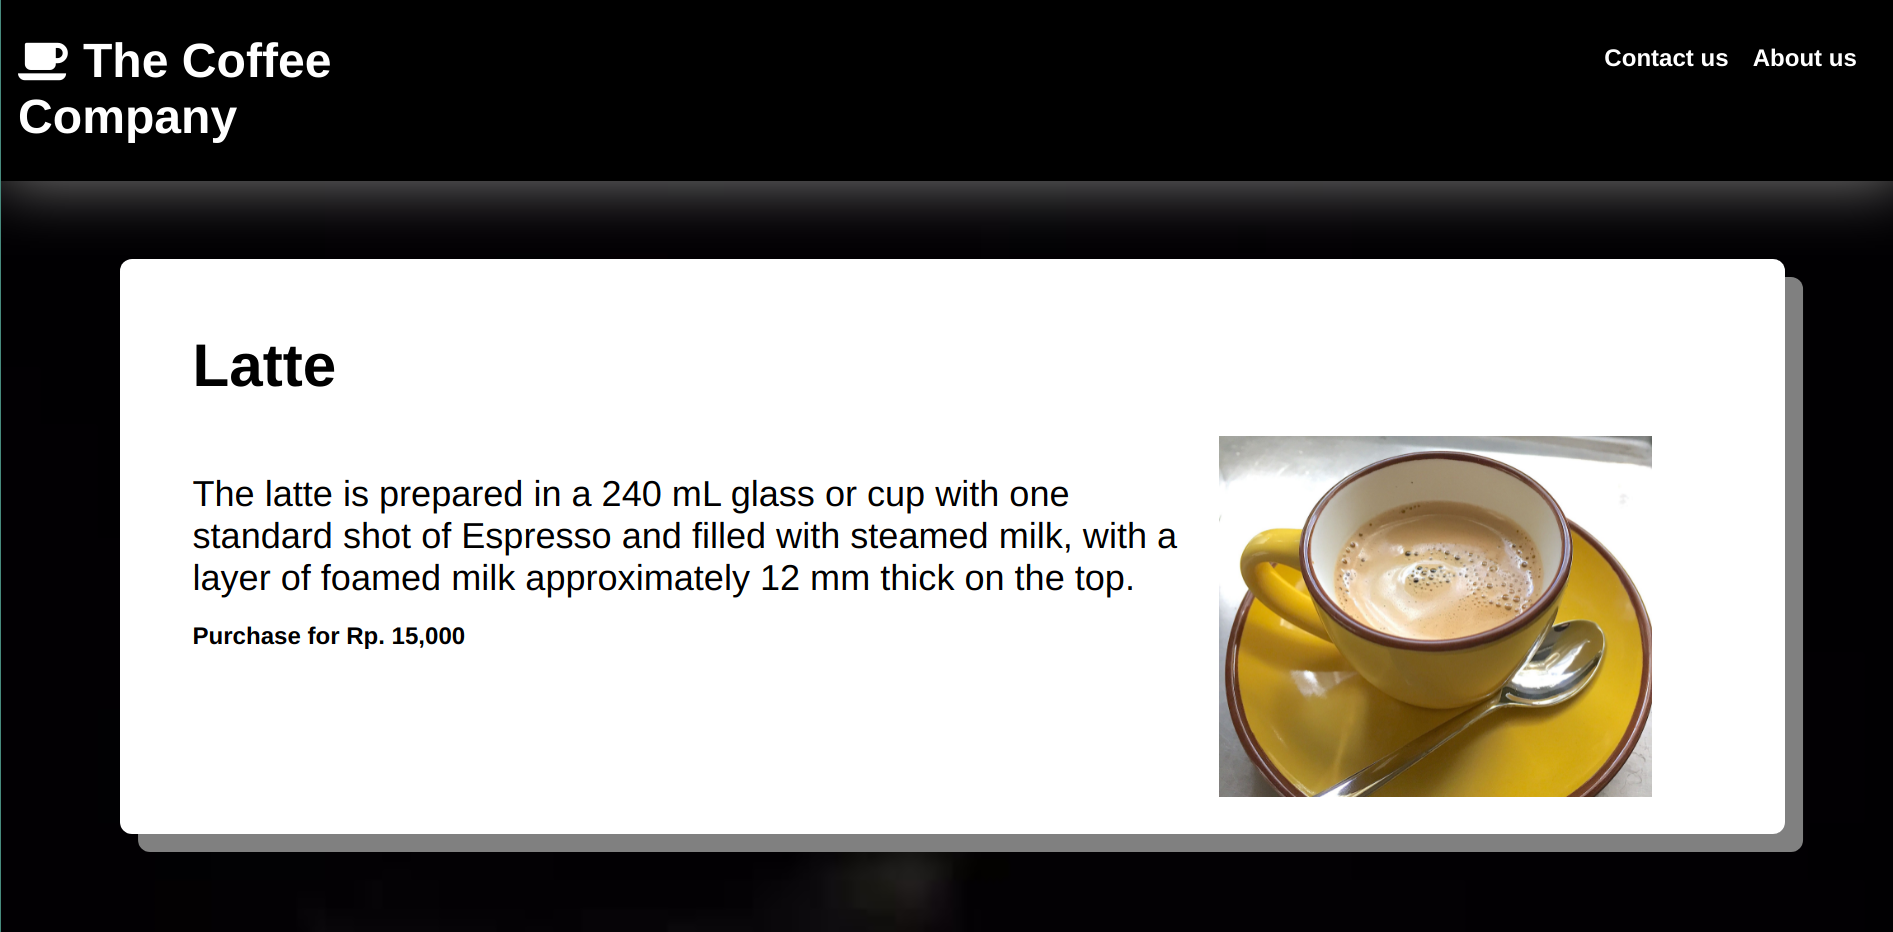 The Coffee
Company
Contact us
About us
Latte
The latte is prepared in a 240 mL glass or cup with one
standard shot of Espresso and filled with steamed milk, with a
layer of foamed milk approximately 12 mm thick on the top.
Purchase for Rp. 15,000